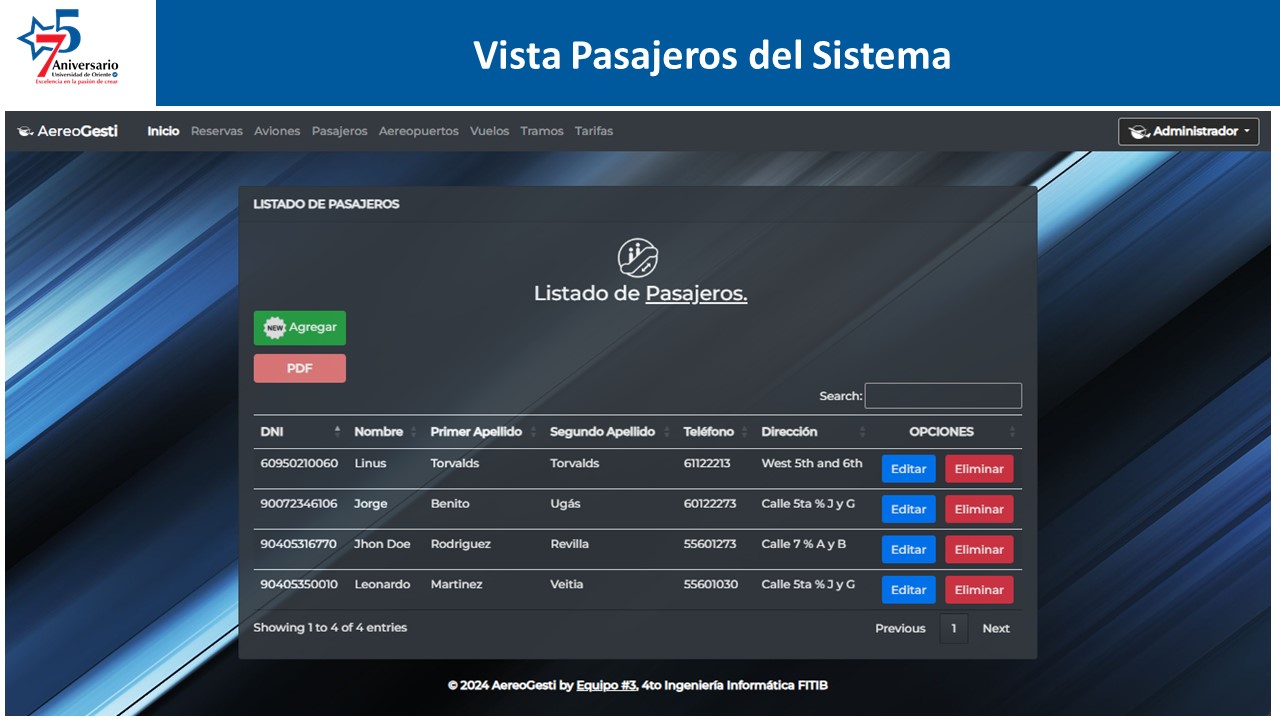 75
Aniversario
Universidad de Oriente
Excelencia en la pasión de crear
Vista Pasajeros del Sistema
AereoGesti Inicio Reservas Aviones Pasajeros Aereopuertos Vuelos Tramos Tarifas Administrador
LISTADO DE PASAJEROS
Listado de Pasajeros.
NEW Agregar
PDF
Search:
DNI Nombre Primer Apellido Segundo Apellido Teléfono Dirección OPCIONES
60950210060 Linus Torvalds Torvalds 61122213 West 5th and 6th Editar Eliminar
90072346106 Jorge Benito Ugás 60122273 Calle 5ta % J y G Editar Eliminar
90405316770 Jhon Doe Rodriguez Revilla 55601273 Calle 7 % A y B Editar Eliminar
90405350010 Leonardo Martinez Veitia 55601030 Calle 5ta % J y G Editar Eliminar
Showing 1 to 4 of 4 entries Previous 1 Next
© 2024 AereoGesti by Equipo #3, 4to Ingeniería Informática FITIB